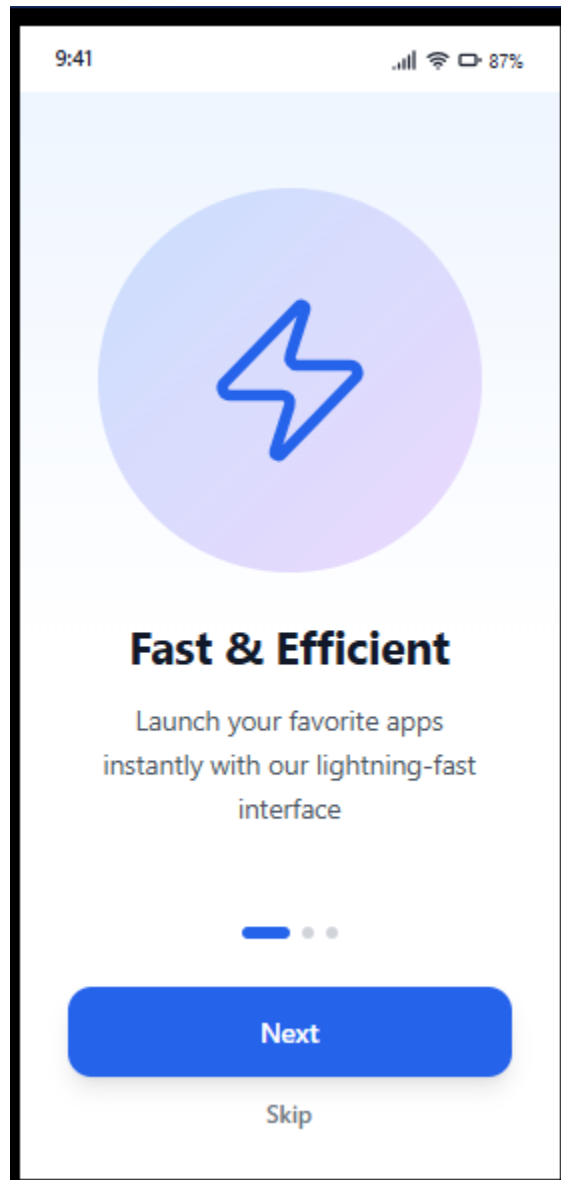 9:41 87%
Fast & Efficient
Launch your favorite apps
instantly with our lightning-fast
interface
Next
Skip